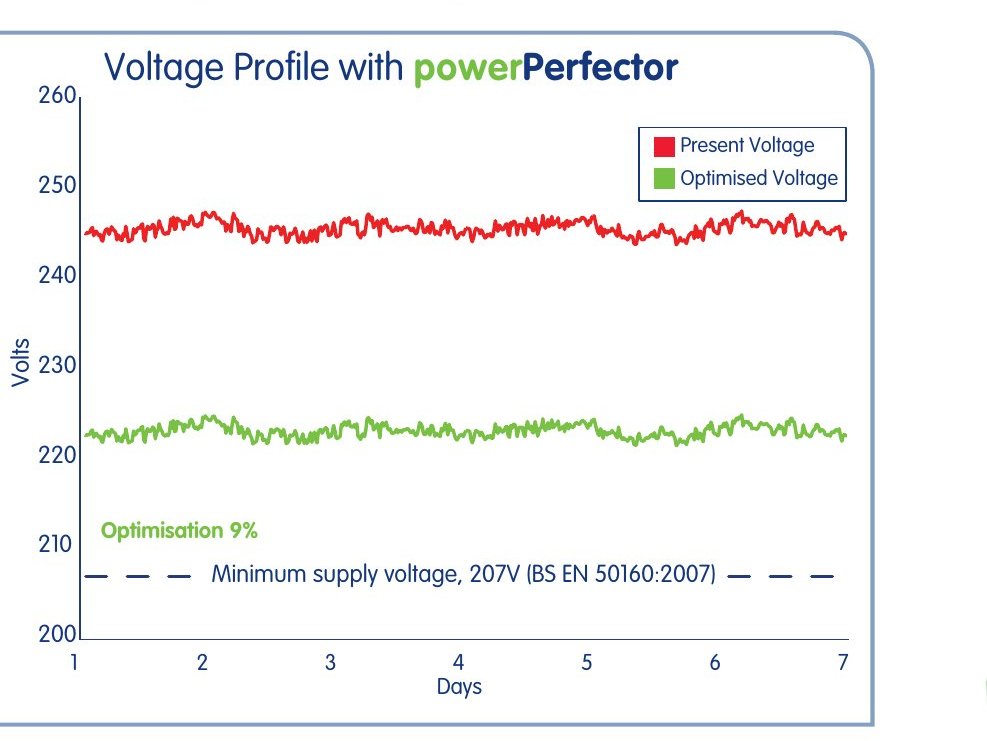 Voltage Profile with powerPerfector
260
Present Voltage
Optimised Voltage
250
240
230
Volts
220
Optimisation 9%
210
Minimum supply voltage, 207V (BS EN 50160:2007)
200
1 2 3 4 5 6 7
Days